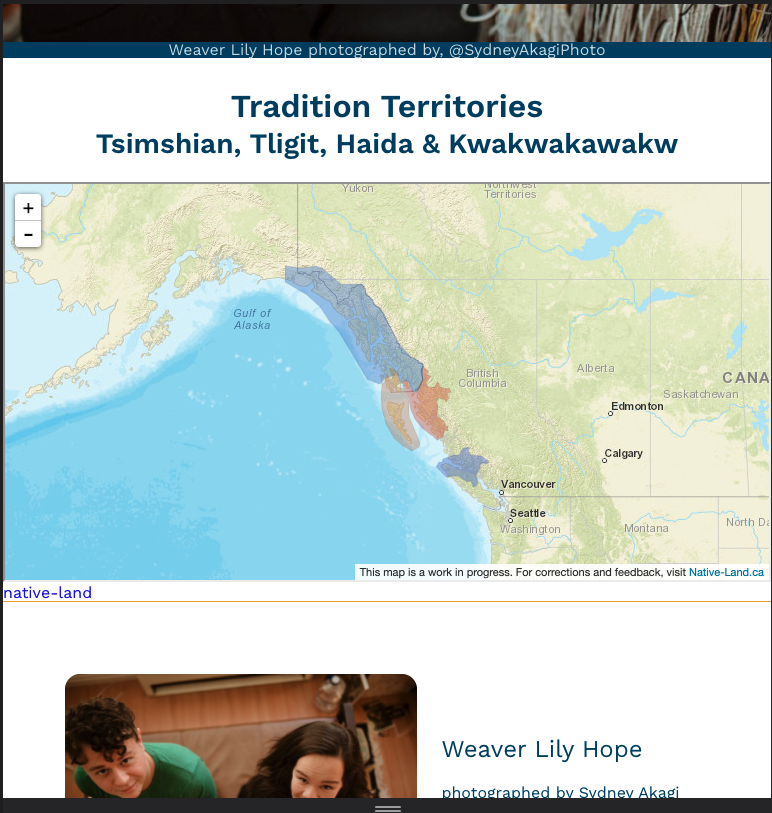 Weaver Lily Hope photographed by, @SydneyAkagiPhoto
Tradition Territories
Tsimshian, Tligit, Haida & Kwakwakawakw
+
-
Yukon
Northwest
Territories
Gulf of
Alaska
British
Columbia
Alberta
CANA
Saskatchewan
Edmonton
Calgary
Vancouver
Seattle
Washington
Montana
North Da
This map is a work in progress. For corrections and feedback, visit Native-Land.ca
native-land
Weaver Lily Hope
photographed by Sydney Akagi